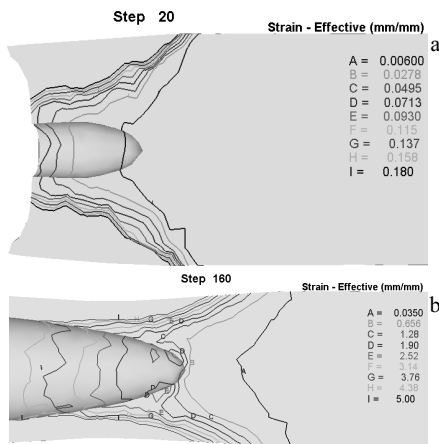 Step 20
a
Strain - Effective (mm/mm)
A = 0.00600
B = 0.0278
C = 0.0495
D = 0.0713
E = 0.0930
F = 0.115
G = 0.137
H = 0.158
I = 0.180
Step 160
Strain - Effective (mm/mm)
b
A = 0.0350
B = 0.656
C = 1.28
D = 1.90
E = 2.52
F = 3.14
G = 3.76
H = 4.38
I = 5.00
I H G E D
A
I G E D C